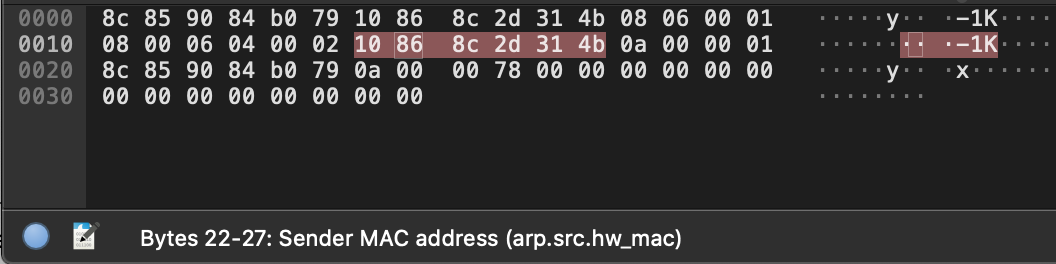 0000 8c 85 90 84 b0 79 10 86 8c 2d 31 4b 08 06 00 01 ·····y·· ·-1K····
0010 08 00 06 04 00 02 10 86 8c 2d 31 4b 0a 00 00 01 ········ ·-1K····
0020 8c 85 90 84 b0 79 0a 00 00 78 00 00 00 00 00 00 ·····y·· ·x······
0030 00 00 00 00 00 00 00 00 ········
Bytes 22-27: Sender MAC address (arp.src.hw_mac)